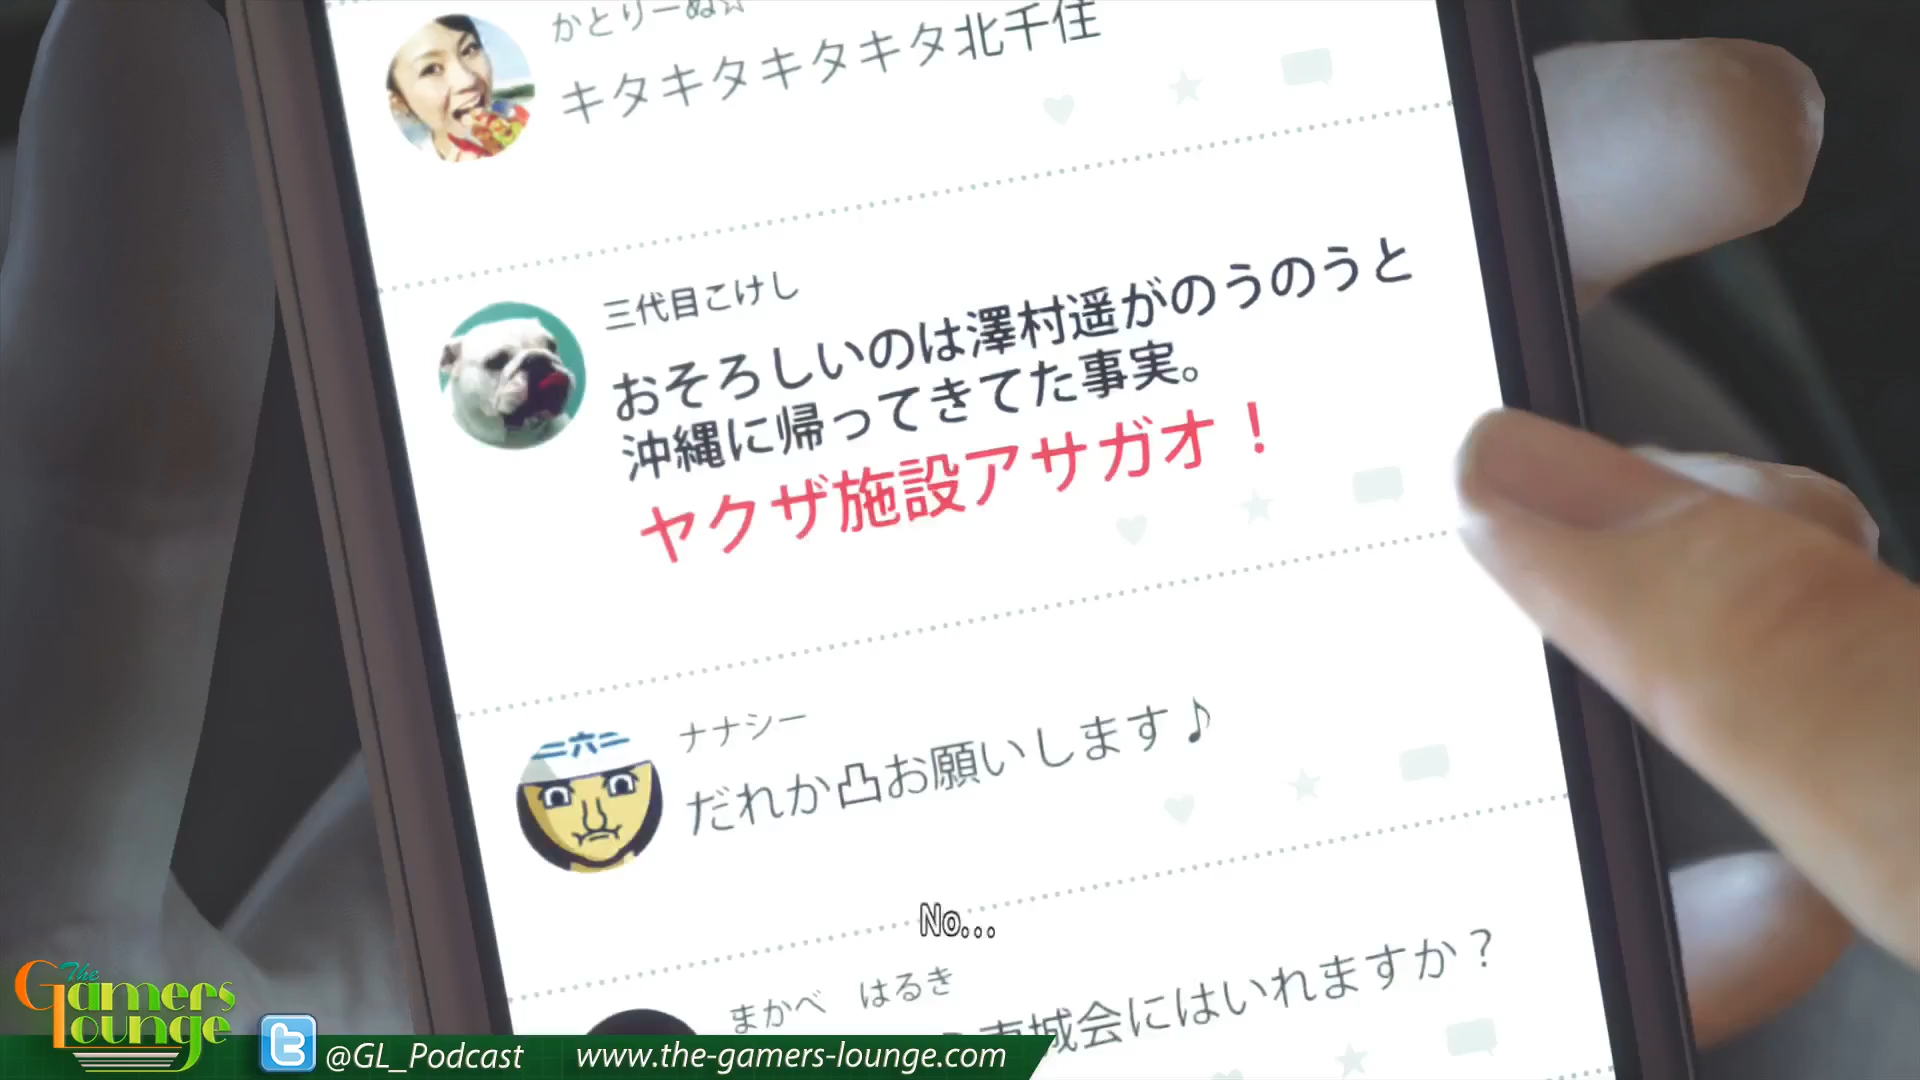 かとりーぬ☆
キタキタキタキタ北千住
三代目こけし
おそろしいのは澤村遥がのうのうと
沖縄に帰ってきてた事実。
ヤクザ施設アサガオ！
二六二
ナナシー
だれか凸お願いします♪
No...
まかべ　はるき
東城会にはいれますか？
The Gamers Lounge
@GL_Podcast
www.the-gamers-lounge.com